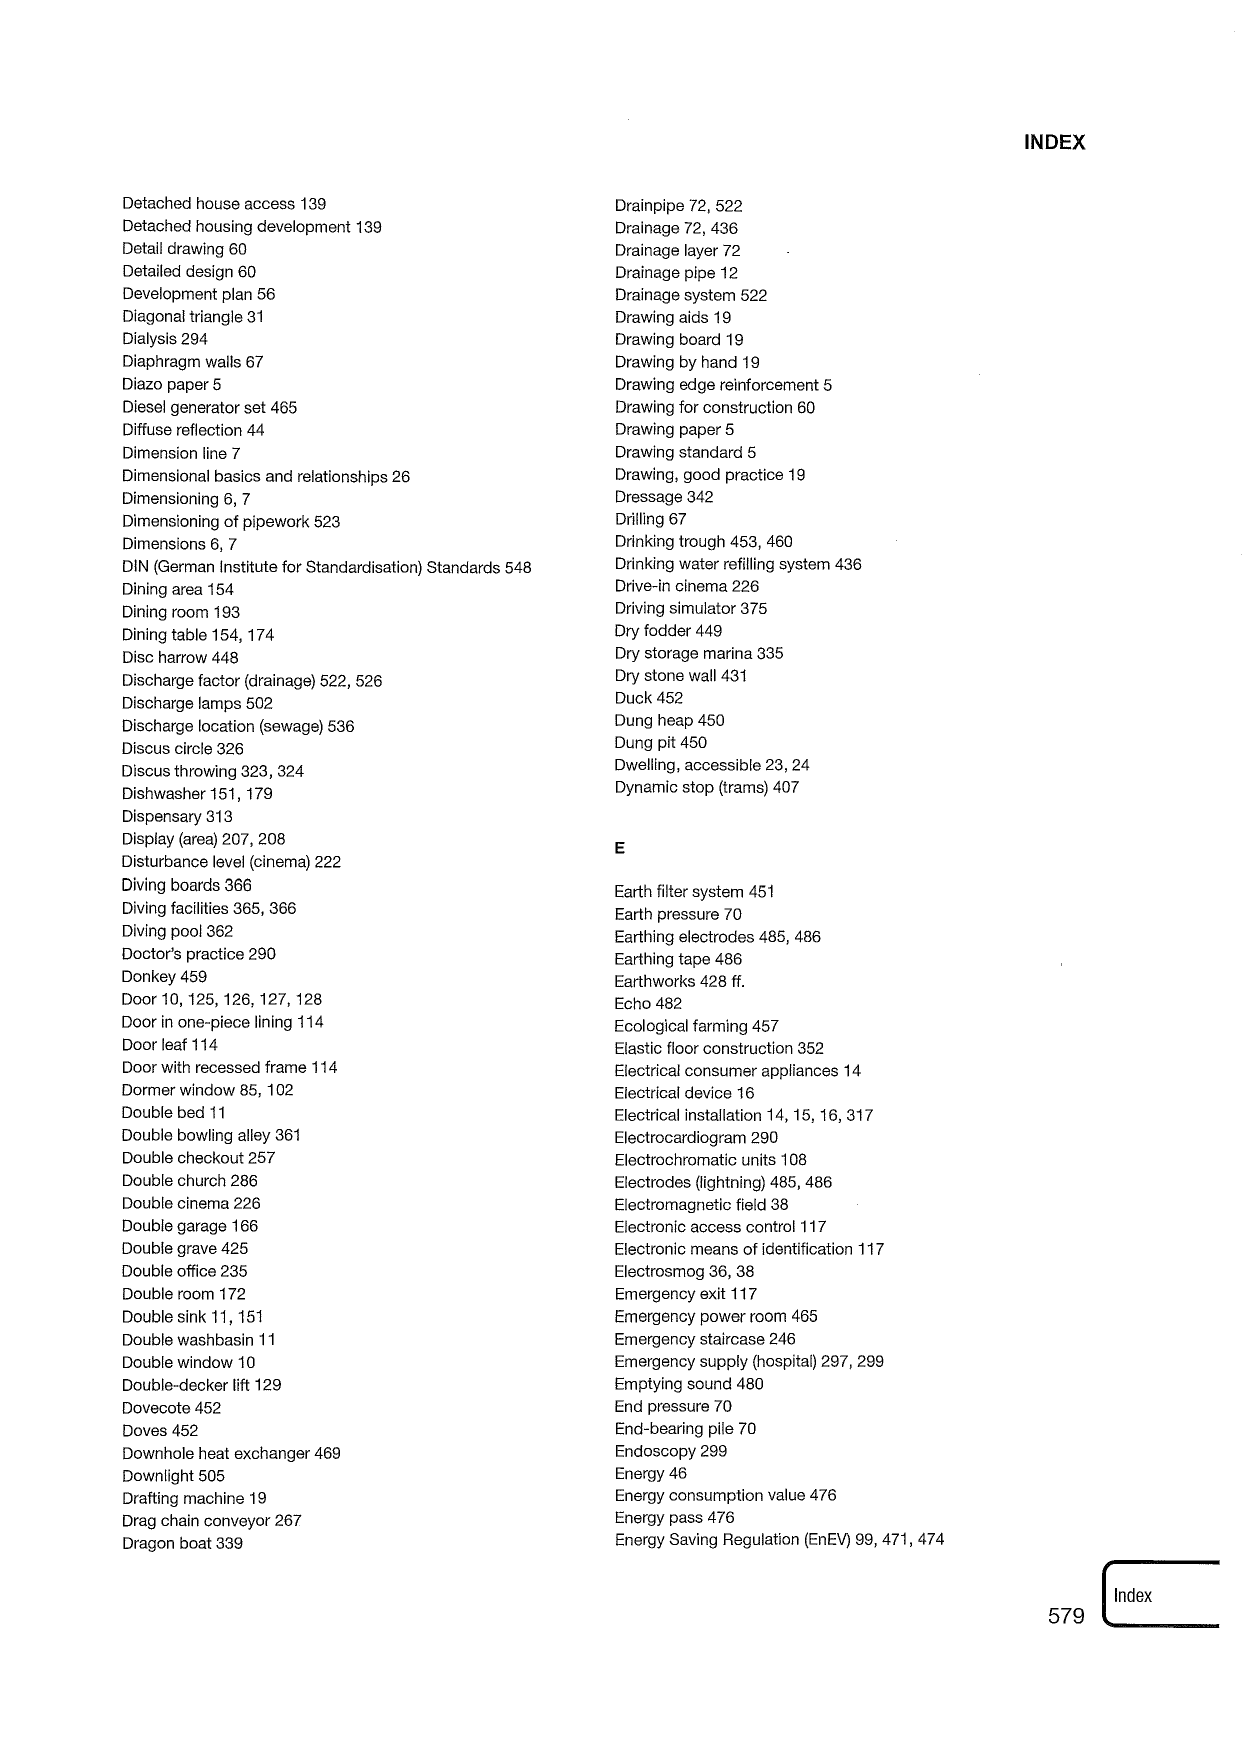 INDEX
Detached house access 139
Detached housing development 139
Detail drawing 60
Detailed design 60
Development plan 56
Diagonal triangle 31
Dialysis 294
Diaphragm walls 67
Diazo paper 5
Diesel generator set 465
Diffuse reflection 44
Dimension line 7
Dimensional basics and relationships 26
Dimensioning 6, 7
Dimensioning of pipework 523
Dimensions 6, 7
DIN (German Institute for Standardisation) Standards 548
Dining area 154
Dining room 193
Dining table 154, 174
Disc harrow 448
Discharge factor (drainage) 522, 526
Discharge lamps 502
Discharge location (sewage) 536
Discus circle 326
Discus throwing 323, 324
Dishwasher 151, 179
Dispensary 313
Display (area) 207, 208
Disturbance level (cinema) 222
Diving boards 366
Diving facilities 365, 366
Diving pool 362
Doctor's practice 290
Donkey 459
Door 10, 125, 126, 127, 128
Door in one-piece lining 114
Door leaf 114
Door with recessed frame 114
Dormer window 85, 102
Double bed 11
Double bowling alley 361
Double checkout 257
Double church 286
Double cinema 226
Double garage 166
Double grave 425
Double office 235
Double room 172
Double sink 11, 151
Double washbasin 11
Double window 10
Double-decker lift 129
Dovecote 452
Doves 452
Downhole heat exchanger 469
Downlight 505
Drafting machine 19
Drag chain conveyor 267
Dragon boat 339
Drainpipe 72, 522
Drainage 72, 436
Drainage layer 72
Drainage pipe 12
Drainage system 522
Drawing aids 19
Drawing board 19
Drawing by hand 19
Drawing edge reinforcement 5
Drawing for construction 60
Drawing paper 5
Drawing standard 5
Drawing, good practice 19
Dressage 342
Drilling 67
Drinking trough 453, 460
Drinking water refilling system 436
Drive-in cinema 226
Driving simulator 375
Dry fodder 449
Dry storage marina 335
Dry stone wall 431
Duck 452
Dung heap 450
Dung pit 450
Dwelling, accessible 23, 24
Dynamic stop (trams) 407
E
Earth filter system 451
Earth pressure 70
Earthing electrodes 485, 486
Earthing tape 486
Earthworks 428 ff.
Echo 482
Ecological farming 457
Elastic floor construction 352
Electrical consumer appliances 14
Electrical device 16
Electrical installation 14, 15, 16, 317
Electrocardiogram 290
Electrochromatic units 108
Electrodes (lightning) 485, 486
Electromagnetic field 38
Electronic access control 117
Electronic means of identification 117
Electrosmog 36, 38
Emergency exit 117
Emergency power room 465
Emergency staircase 246
Emergency supply (hospital) 297, 299
Emptying sound 480
End pressure 70
End-bearing pile 70
Endoscopy 299
Energy 46
Energy consumption value 476
Energy pass 476
Energy Saving Regulation (EnEV) 99, 471, 474
Index
579